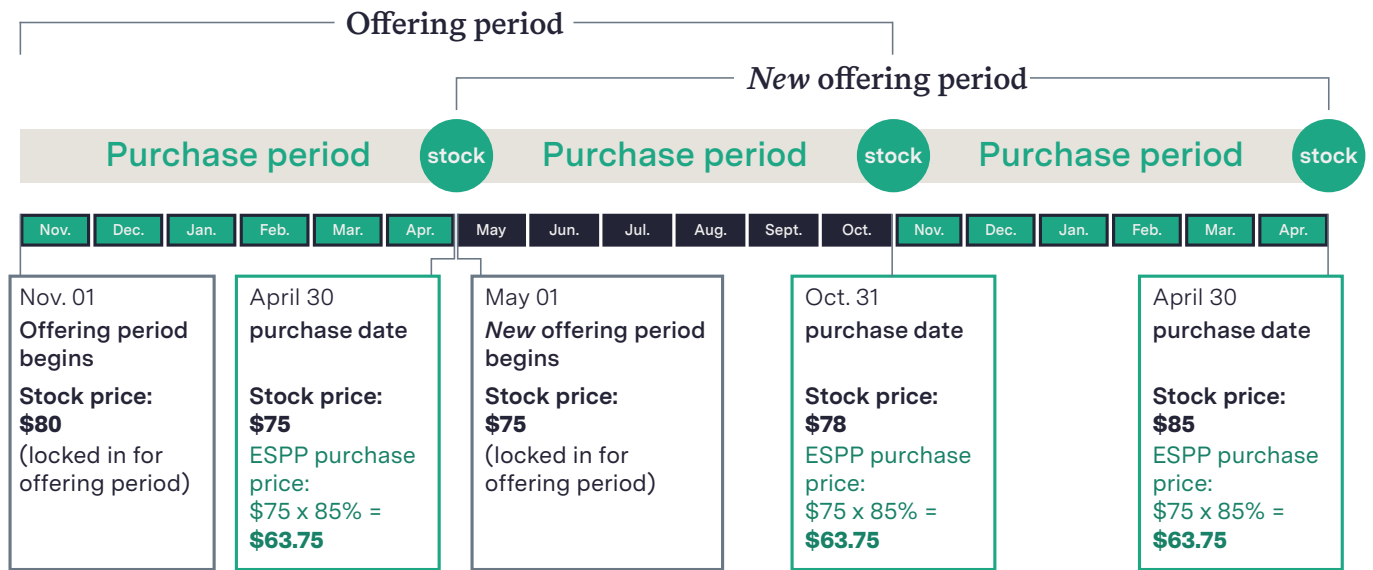 Offering period
New offering period
Purchase period
stock
Purchase period
stock
Purchase period
stock
Nov.
Dec.
Jan.
Feb.
Mar.
Apr.
May
Jun.
Jul.
Aug.
Sept.
Oct.
Nov.
Dec.
Jan.
Feb.
Mar.
Apr.
Nov. 01
Offering period
begins
Stock price:
$80
(locked in for
offering period)
April 30
purchase date
Stock price:
$75
ESPP purchase
price:
$75 x 85% =
$63.75
May 01
New offering period
begins
Stock price:
$75
(locked in for
offering period)
Oct. 31
purchase date
Stock price:
$78
ESPP purchase
price:
$75 x 85% =
$63.75
April 30
purchase date
Stock price:
$85
ESPP purchase
price:
$75 x 85% =
$63.75